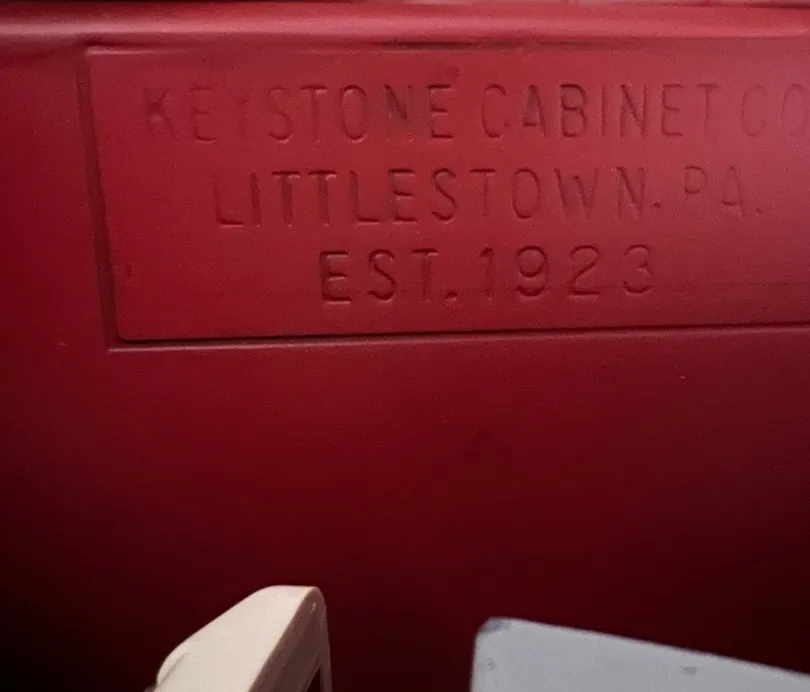 KEYSTONE CABINET CO
LITTLESTOWN, PA.
EST. 1923